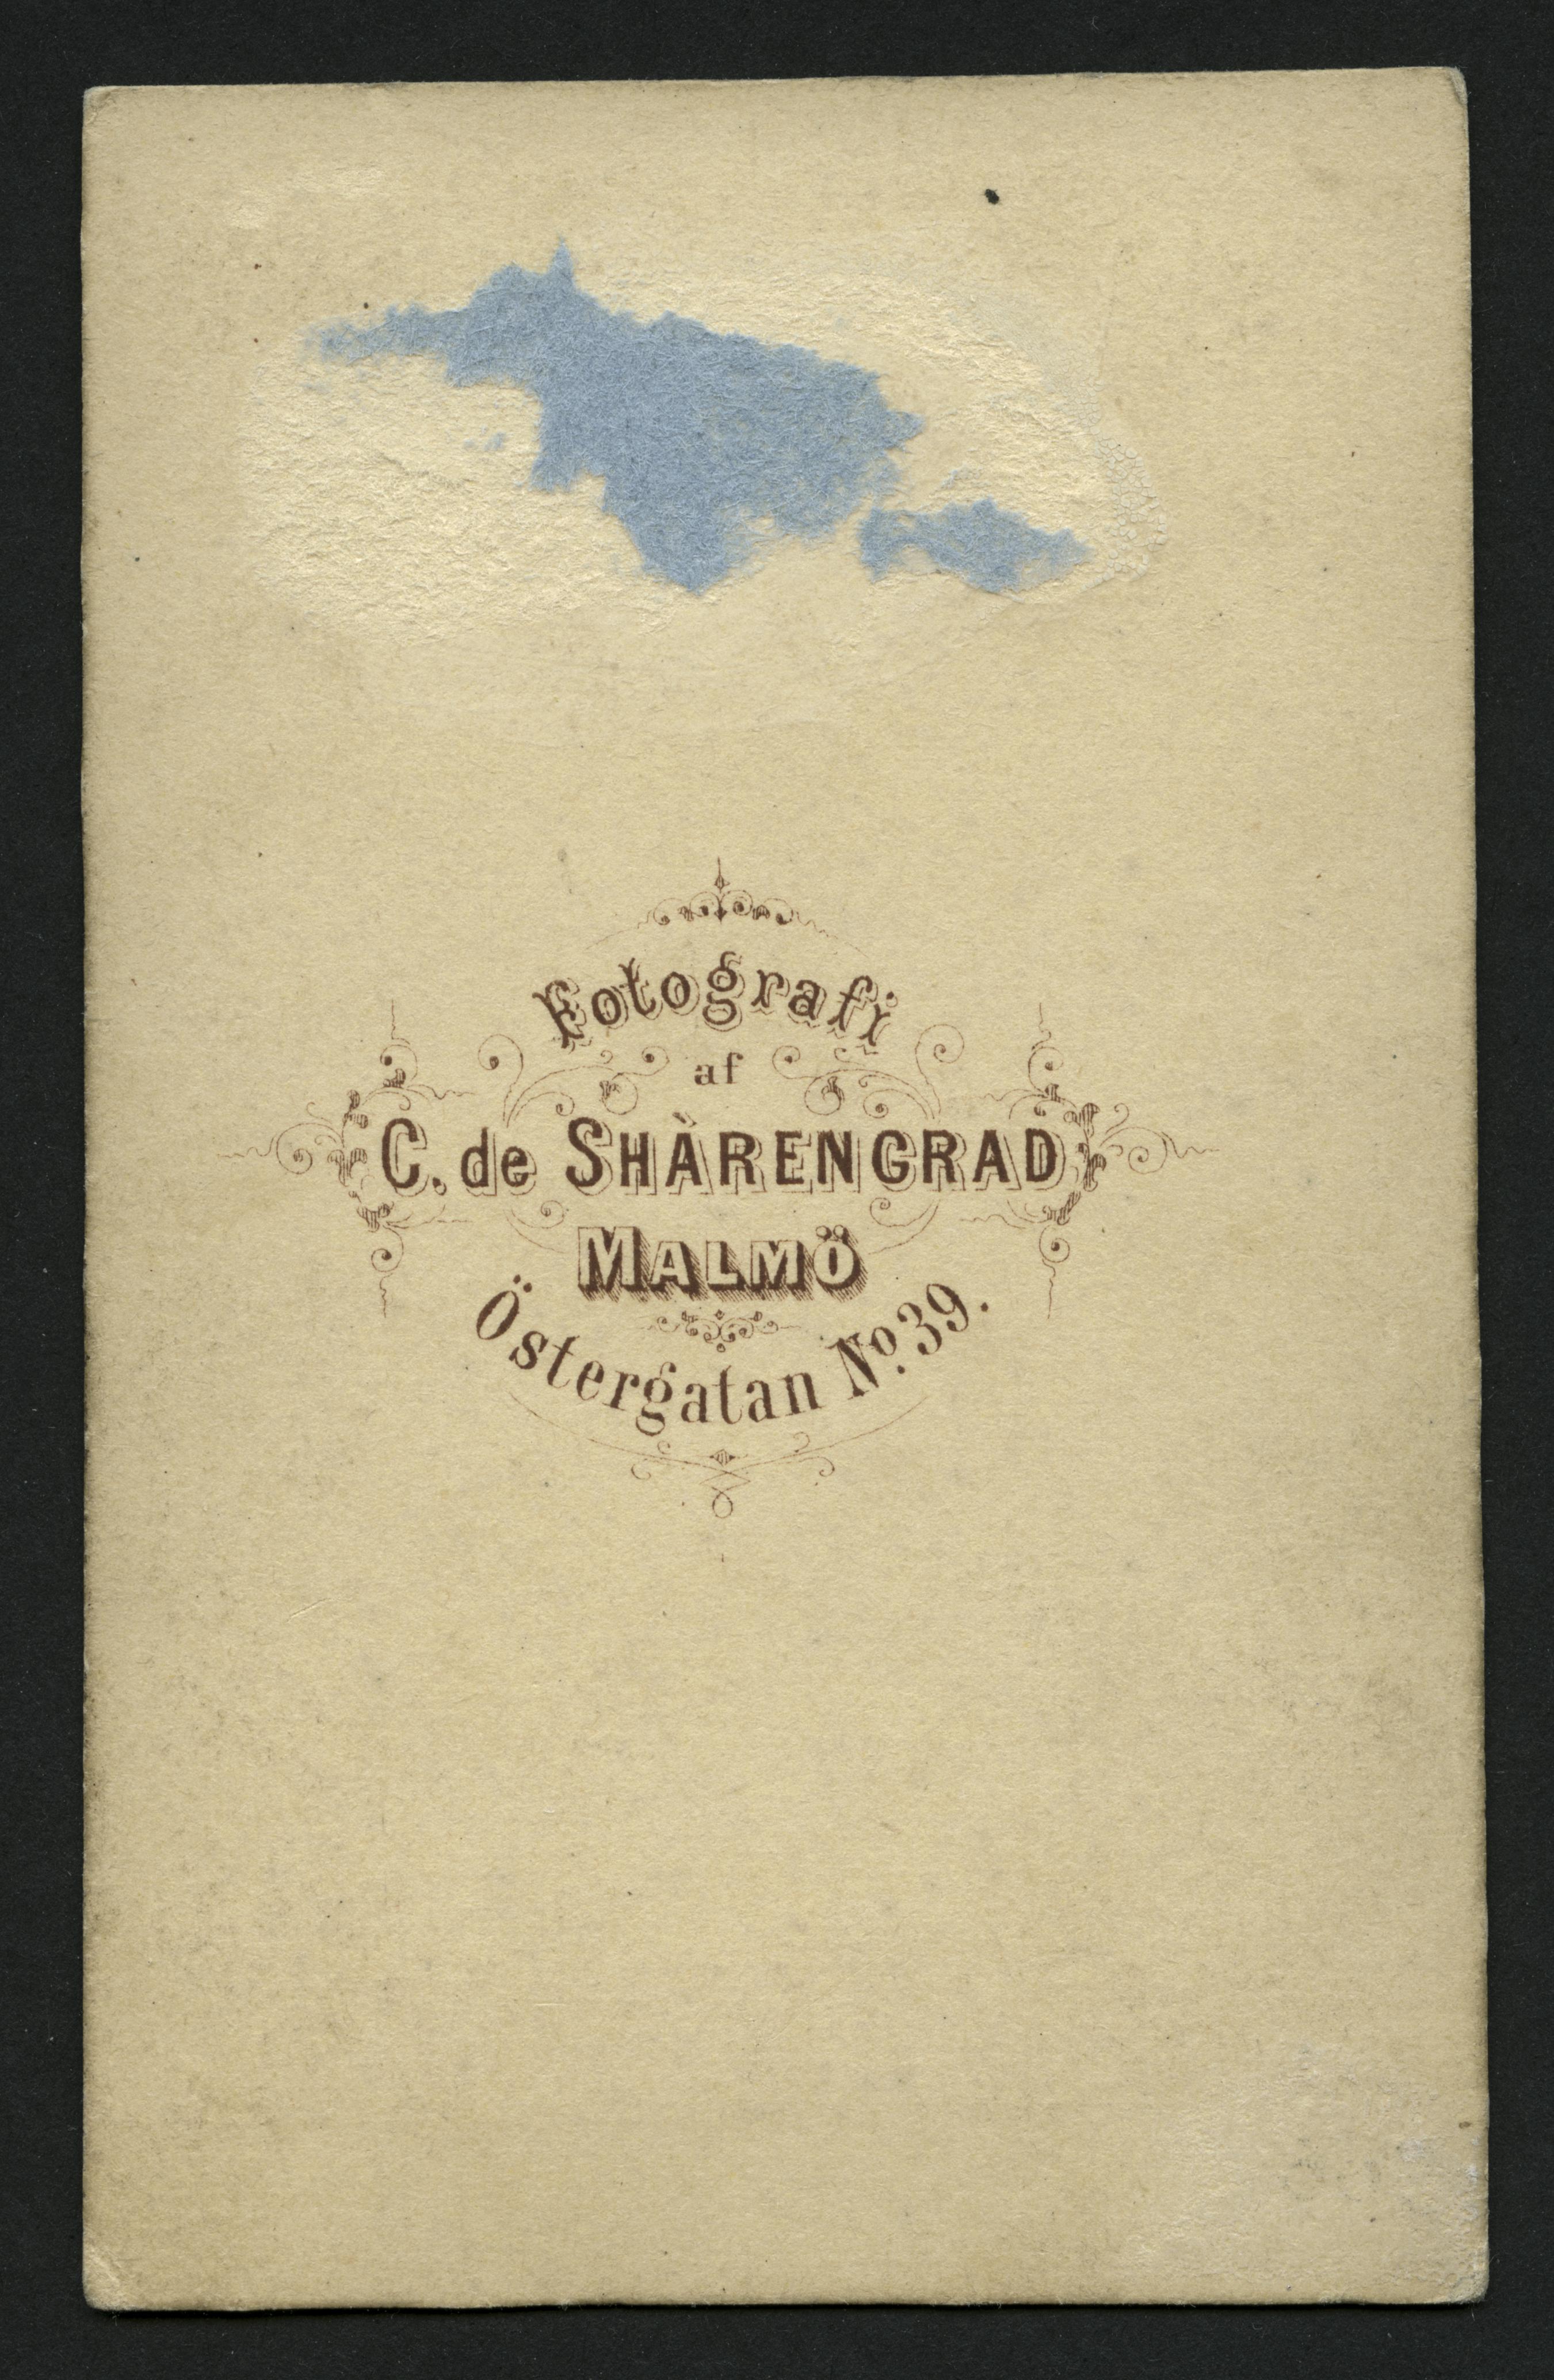 Fotografi
af
C. de SHÀRENGRAD
MALMÖ
Östergatan No. 39.